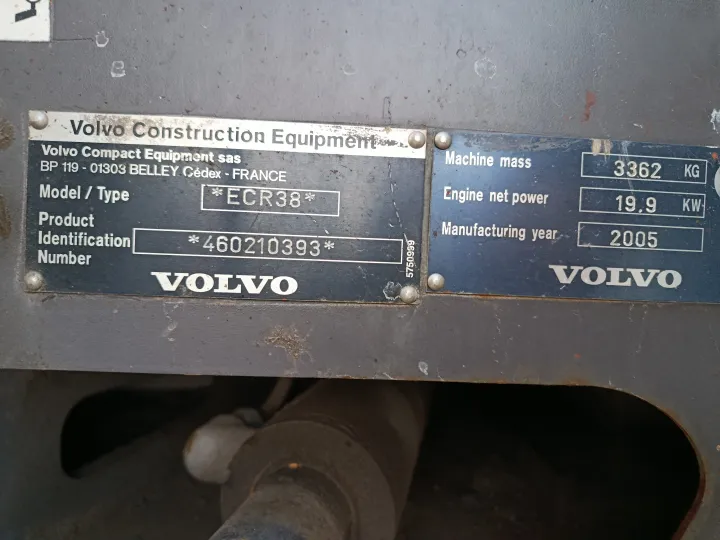 Volvo Construction Equipment
Volvo Compact Equipment sas
BP 119 - 01303 BELLEY Cédex - FRANCE
Model / Type *ECR38*
Product
Identification
Number
*460210393*
5750999
VOLVO
Machine mass 3362 KG
Engine net power 19.9 KW
Manufacturing year 2005
VOLVO